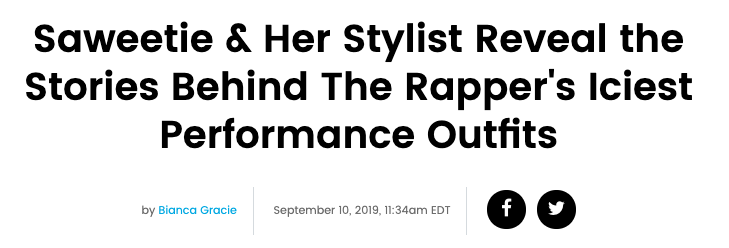 Saweetie & Her Stylist Reveal the
Stories Behind The Rapper's Iciest
Performance Outfits
by Bianca Gracie
September 10, 2019, 11:34am EDT